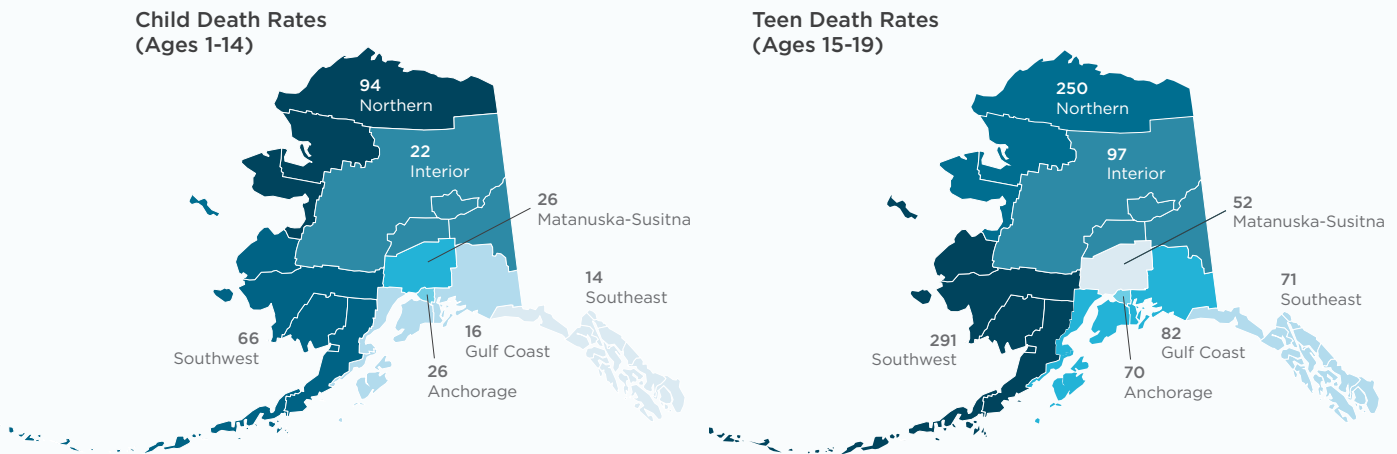 Child Death Rates
(Ages 1-14)
94
Northern
22
Interior
26
Matanuska-Susitna
14
Southeast
66
Southwest
16
Gulf Coast
26
Anchorage
Teen Death Rates
(Ages 15-19)
250
Northern
97
Interior
52
Matanuska-Susitna
71
Southeast
291
Southwest
82
Gulf Coast
70
Anchorage